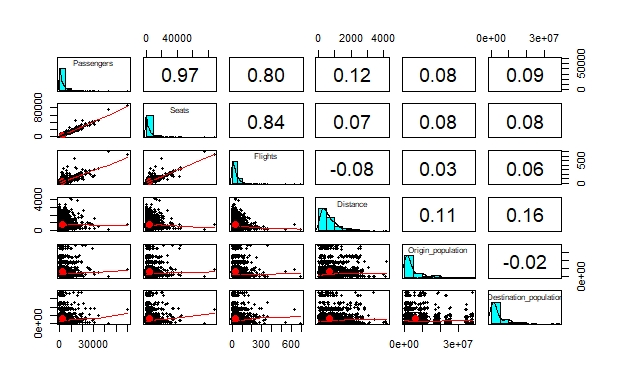 0 40000
0 2000 4000
0e+00 3e+07
Passengers
0.97
0.80
0.12
0.08
0.09
0 50000
0 80000
Seats
0.84
0.07
0.08
0.08
Flights
-0.08
0.03
0.06
0 500
0 4000
Distance
0.11
0.16
Origin_population
-0.02
0e+00
0e+00
Destination_population
0 30000
0 300 600
0e+00 3e+07